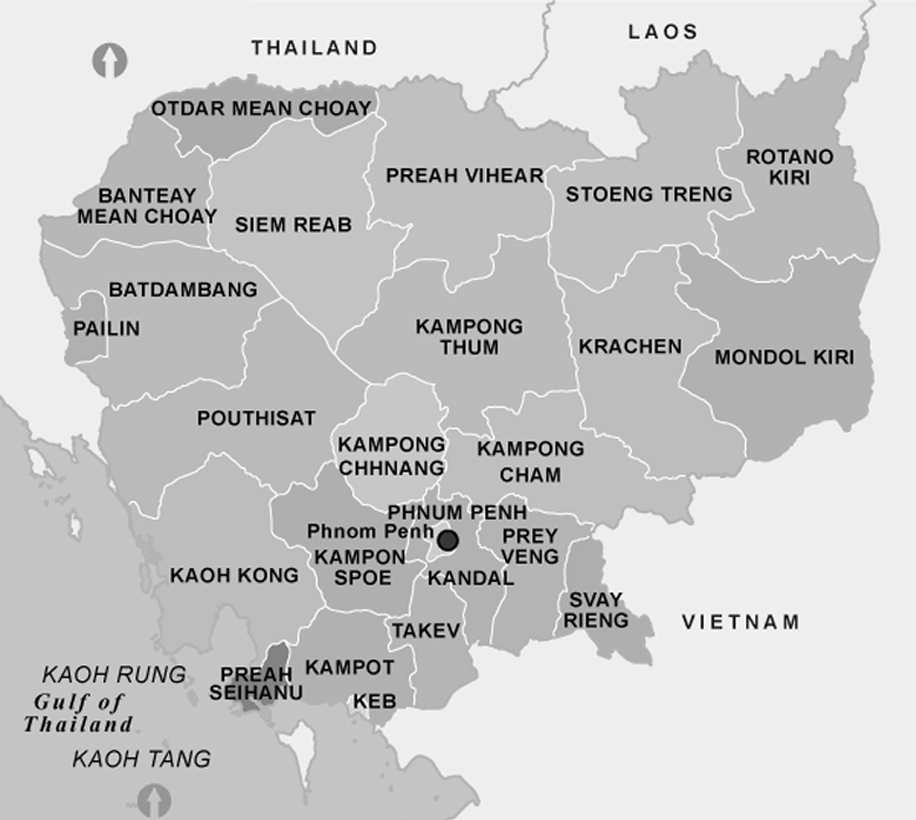 THAILAND
LAOS
OTDAR MEAN CHOAY
ROTANO
KIRI
PREAH VIHEAR
STOENG TRENG
BANTEAY
MEAN CHOAY
SIEM REAB
BATDAMBANG
PAILIN
KAMPONG
THUM
KRACHEN
MONDOL KIRI
POUTHISAT
KAMPONG
CHHNANG
KAMPONG
CHAM
PHNUM PENH
Phnom Penh
PREY
VENG
KAMPON
SPOE
KAOH KONG
KANDAL
SVAY
RIENG
VIETNAM
TAKEV
KAMPOT
PREAH
SEIHANU
KEB
KAOH RUNG
Gulf of
Thailand
KAOH TANG